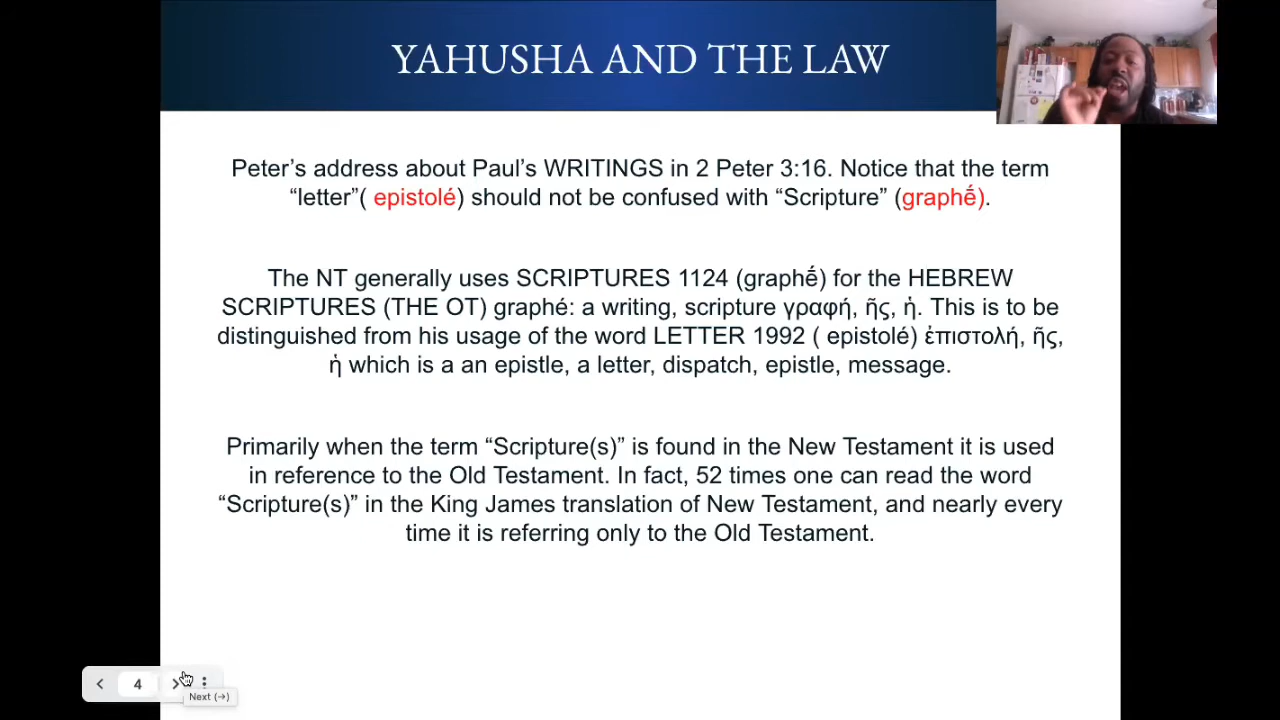 YAHUSHA AND THE LAW
Peter’s address about Paul’s WRITINGS in 2 Peter 3:16. Notice that the term
“letter”( epistolé) should not be confused with “Scripture” (graphḗ).
The NT generally uses SCRIPTURES 1124 (graphḗ) for the HEBREW
SCRIPTURES (THE OT) graphé: a writing, scripture γραφή, ῆς, ἡ. This is to be
distinguished from his usage of the word LETTER 1992 ( epistolé) ἐπιστολή, ῆς,
ἡ which is a an epistle, a letter, dispatch, epistle, message.
Primarily when the term “Scripture(s)” is found in the New Testament it is used
in reference to the Old Testament. In fact, 52 times one can read the word
“Scripture(s)” in the King James translation of New Testament, and nearly every
time it is referring only to the Old Testament.
4
Next (→)